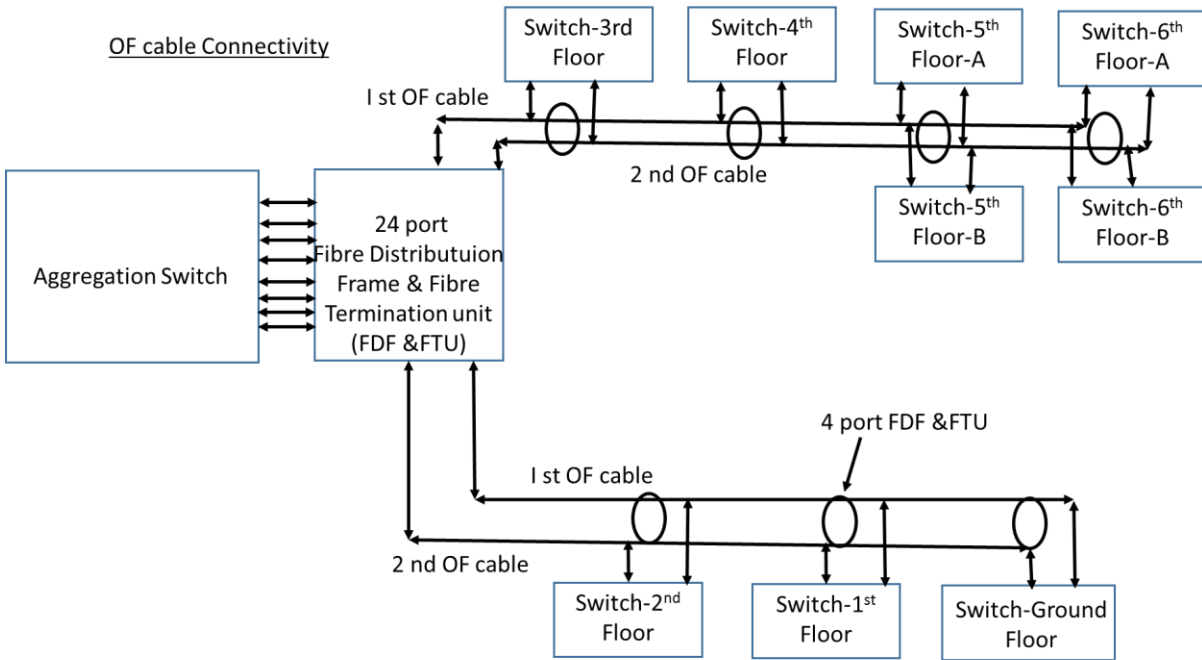 OF cable Connectivity
Switch-3rd
Floor
Switch-4th
Floor
Switch-5th
Floor-A
Switch-6th
Floor-A
I st OF cable
2 nd OF cable
Switch-5th
Floor-B
Switch-6th
Floor-B
Aggregation Switch
24 port
Fibre Distributuion
Frame & Fibre
Termination unit
(FDF &FTU)
4 port FDF &FTU
I st OF cable
2 nd OF cable
Switch-2nd
Floor
Switch-1st
Floor
Switch-Ground
Floor